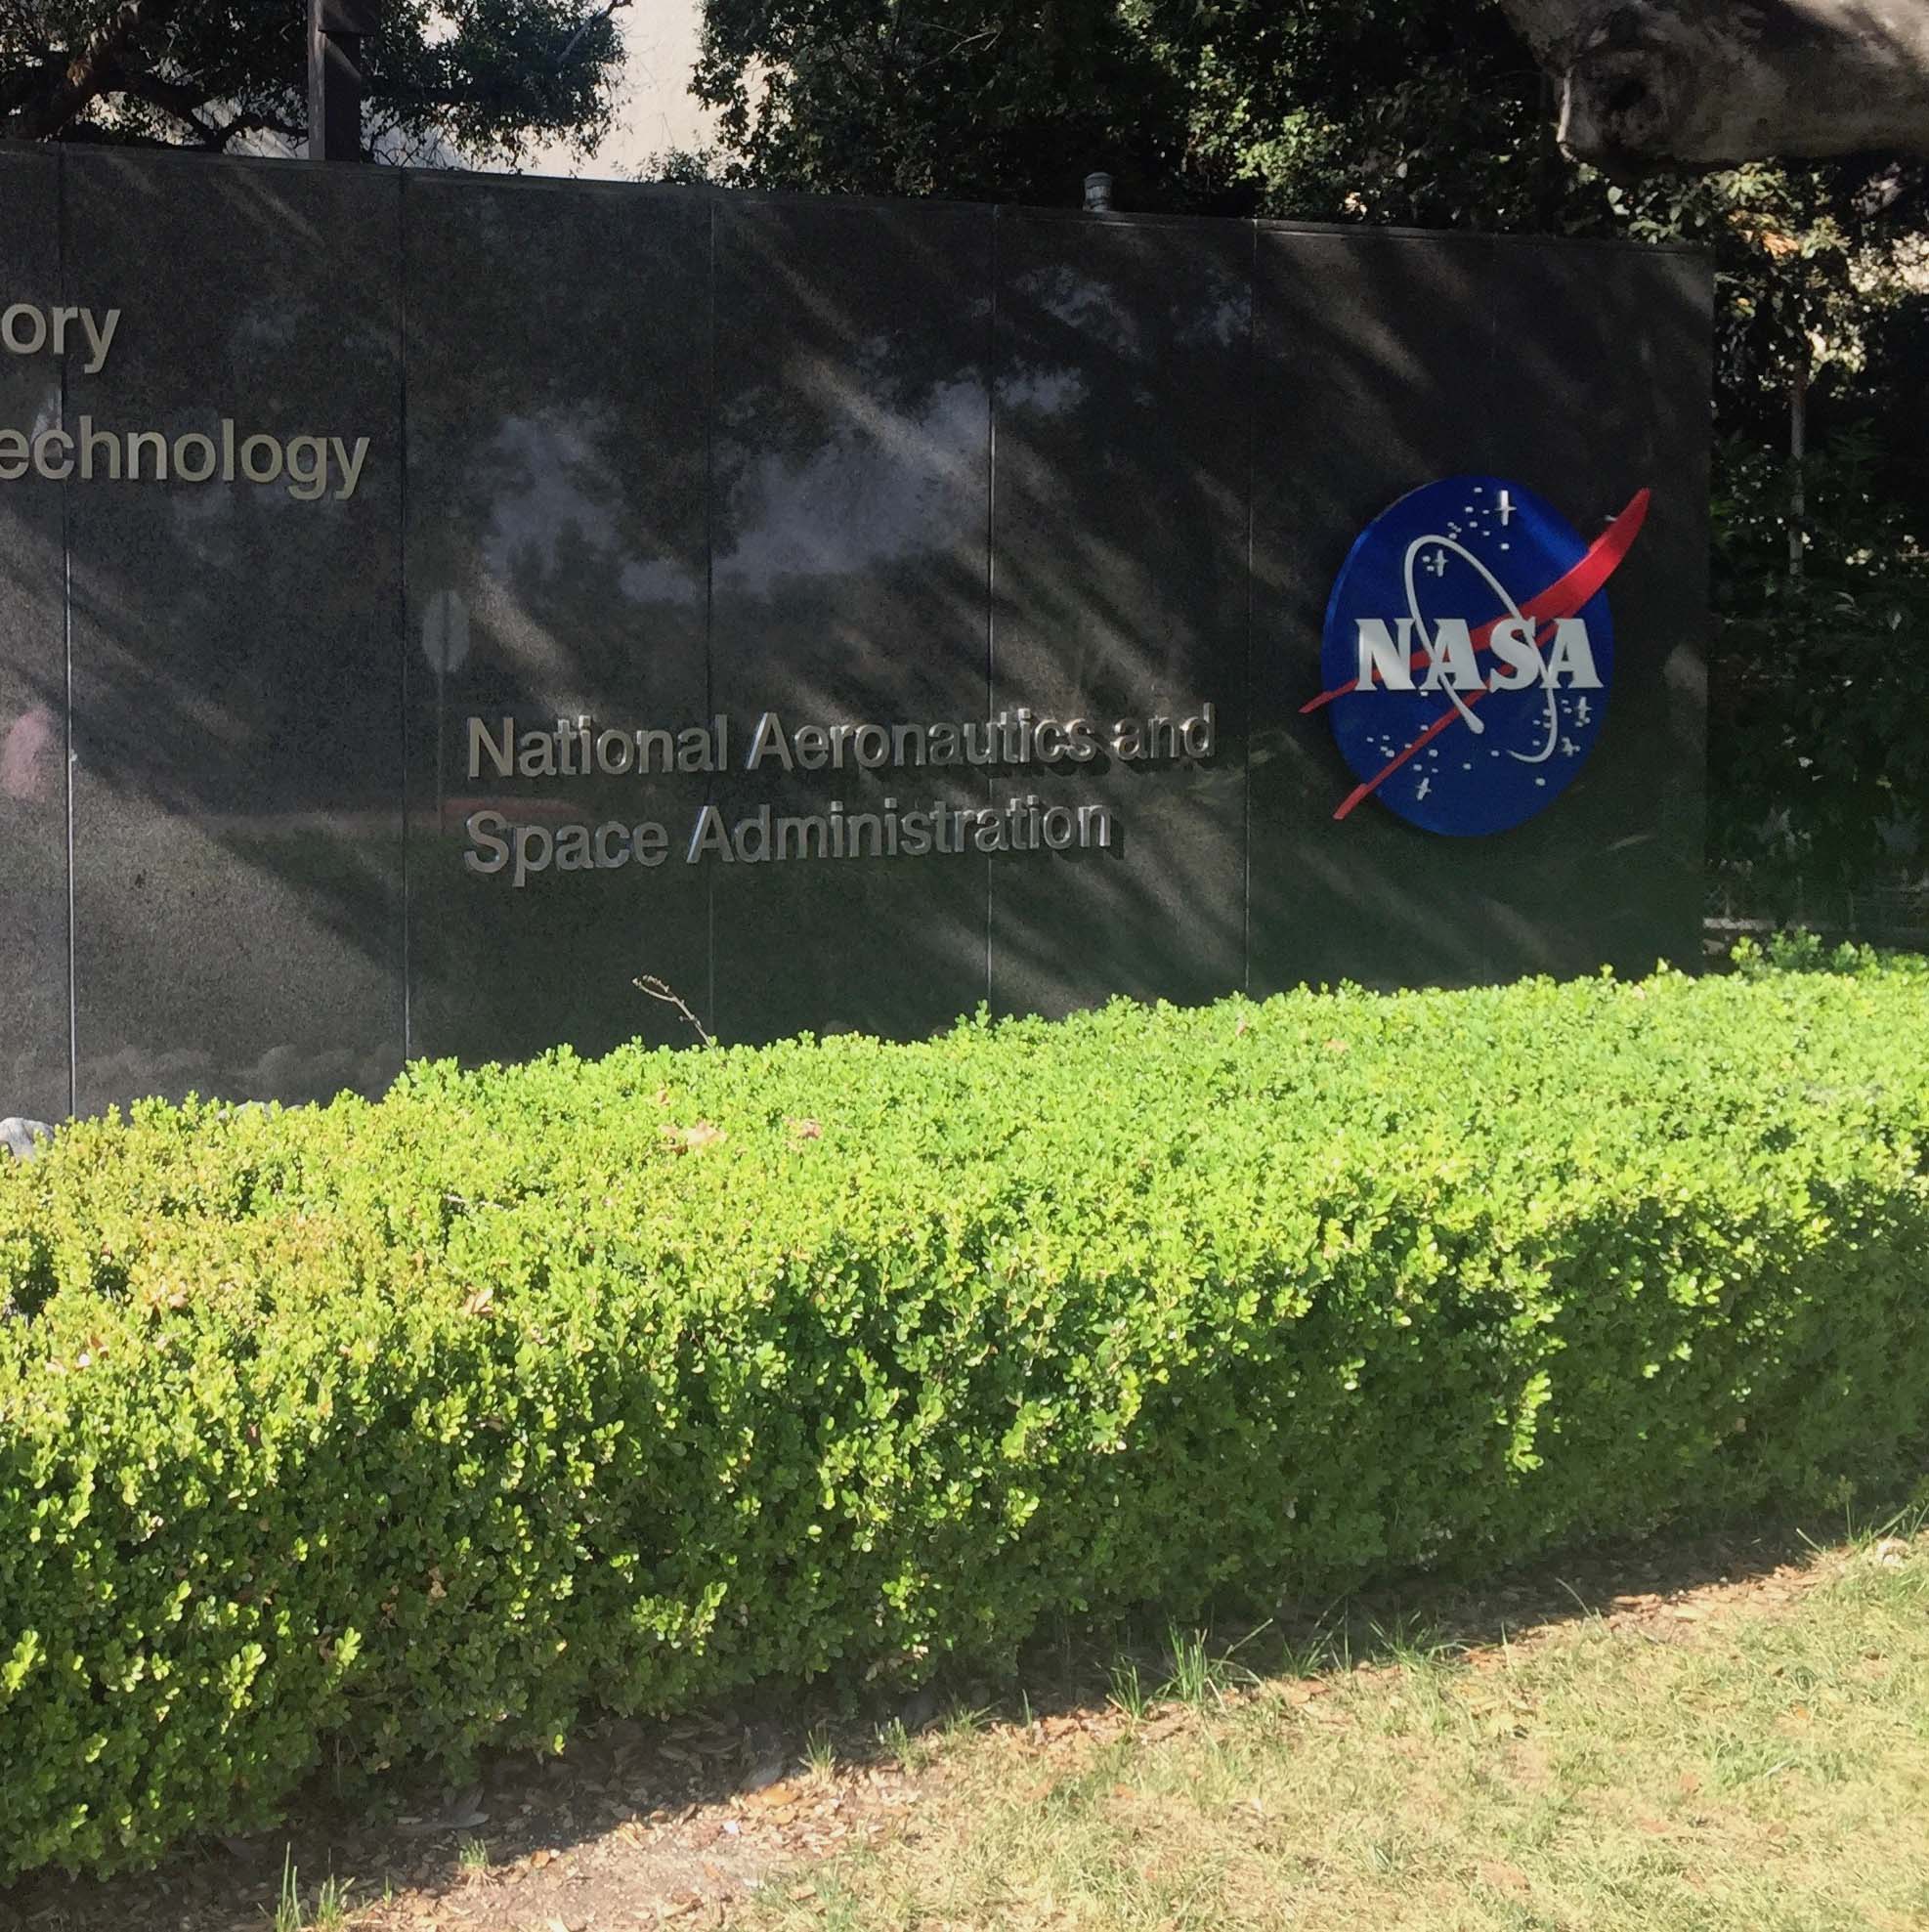 ory
echnology
National Aeronautics and
Space Administration
NASA